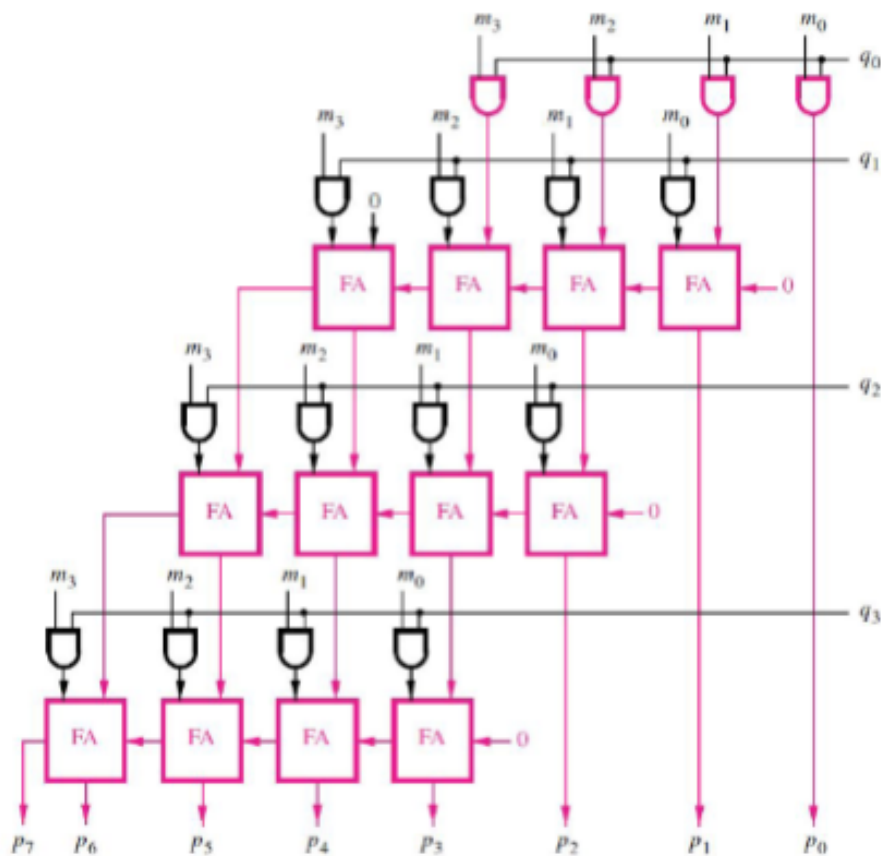 m3 m2 m1 m0
q0
m3 m2 m1 m0
q1
0
FA FA FA FA 0
m3 m2 m1 m0
q2
FA FA FA FA 0
m3 m2 m1 m0
q3
FA FA FA FA 0
p7 p6 p5 p4 p3 p2 p1 p0